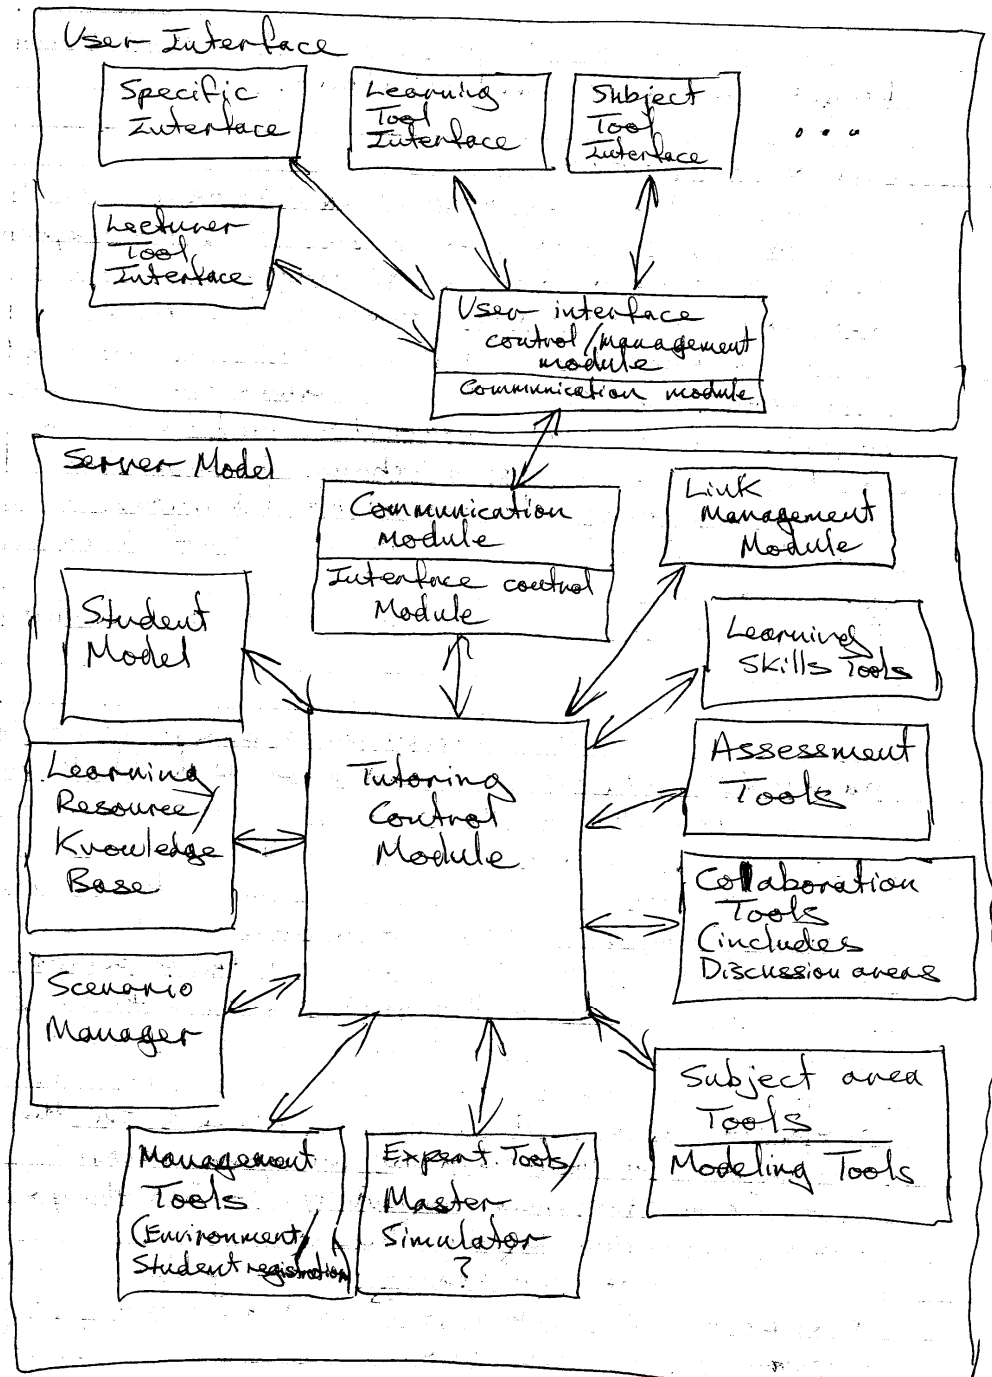 User Interface
Specific
Interface
Learning
Tool
Interface
Subject
Tool
Interface
...
Lecturer
Tool
Interface
User interface
control/management
module
Communication module
Server Model
Communication
Module
Interface control
Module
Link
Management
Module
Student
Model
Learning
Skills Tools
Learning
Resource/
Knowledge
Base
Tutoring
Control
Module
Assessment
Tools
Collaboration
Tools
(includes
Discussion areas
Scenario
Manager
Subject area
Tools
Modeling Tools
Management
Tools
(Environment/
Student registration)
Expert Tools/
Master
Simulator
?